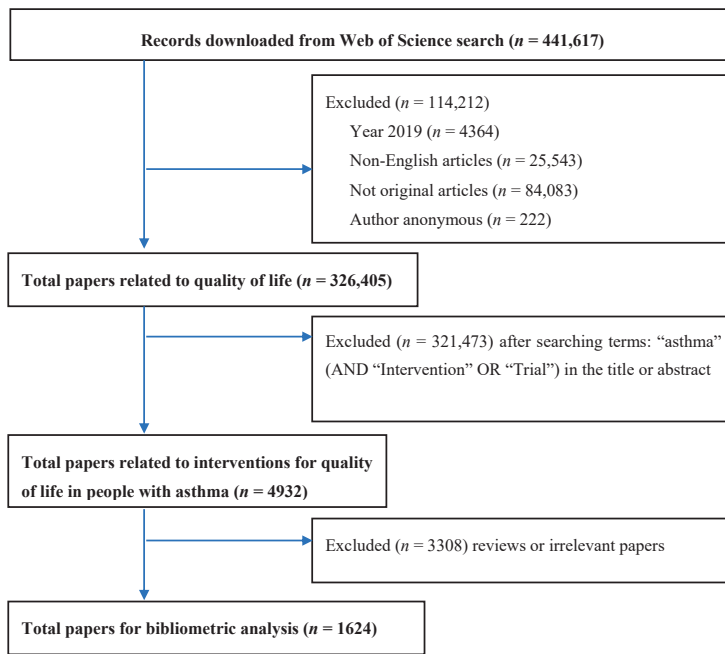 Records downloaded from Web of Science search (n = 441,617)
Excluded (n = 114,212)
Year 2019 (n = 4364)
Non-English articles (n = 25,543)
Not original articles (n = 84,083)
Author anonymous (n = 222)
Total papers related to quality of life (n = 326,405)
Excluded (n = 321,473) after searching terms: “asthma”
(AND “Intervention” OR “Trial”) in the title or abstract
Total papers related to interventions for quality
of life in people with asthma (n = 4932)
Excluded (n = 3308) reviews or irrelevant papers
Total papers for bibliometric analysis (n = 1624)